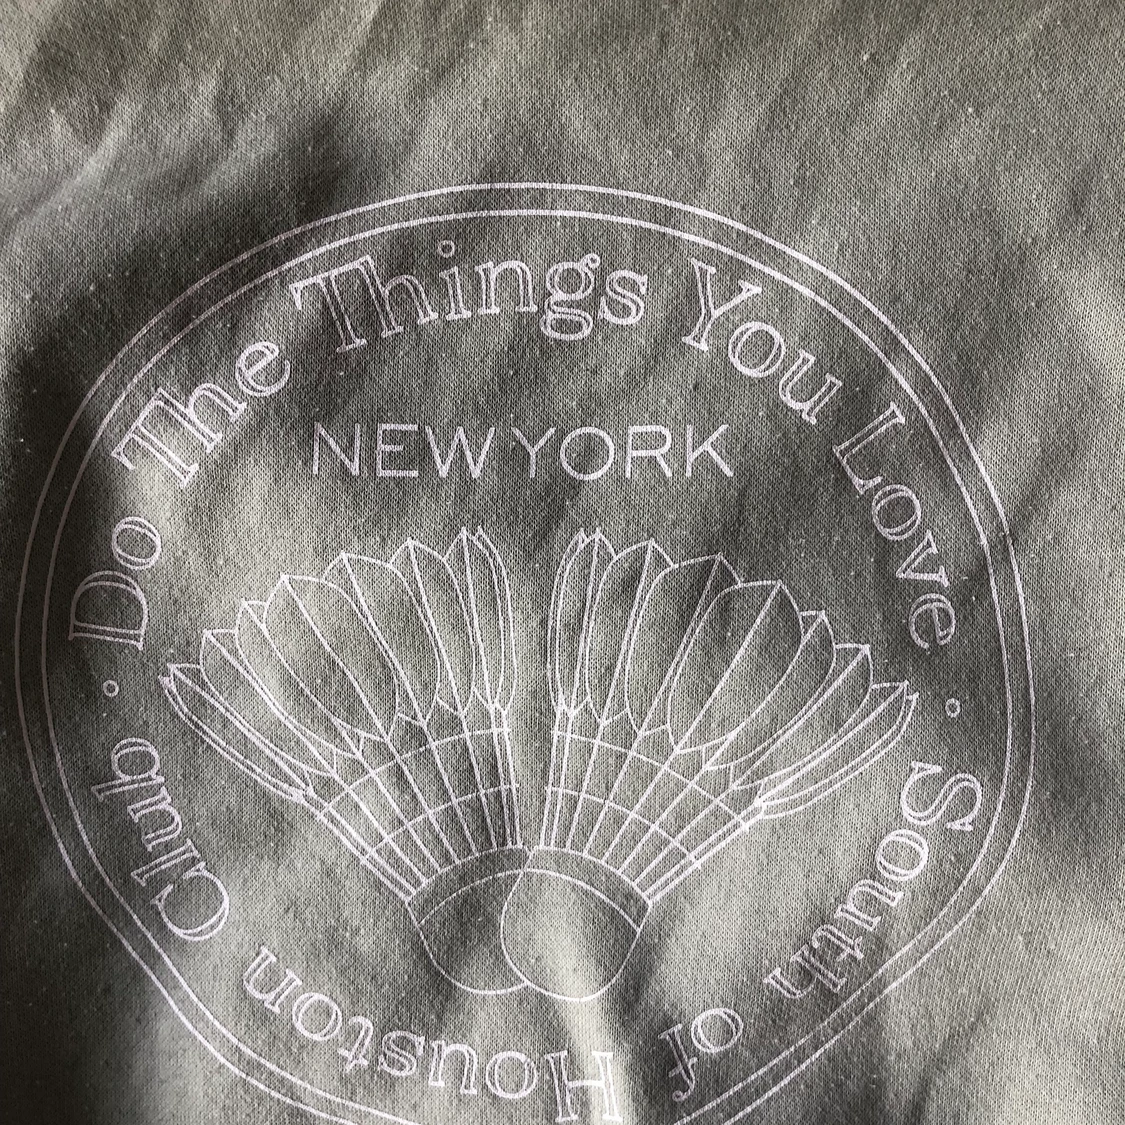 Do The Things You Love
NEW YORK
South of Houston Club